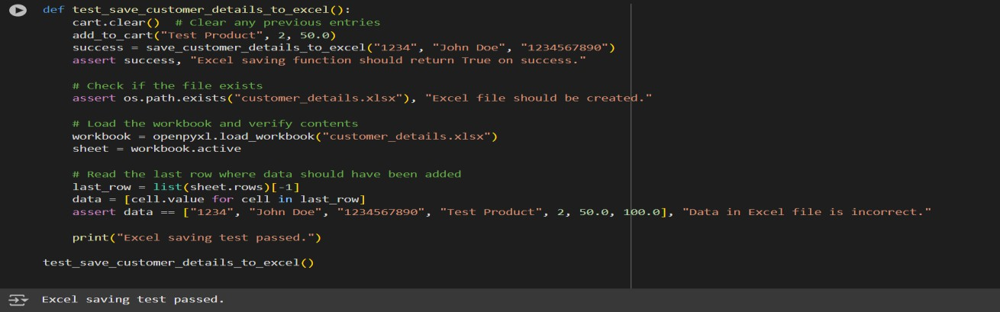 def test_save_customer_details_to_excel():
    cart.clear()  # Clear any previous entries
    add_to_cart("Test Product", 2, 50.0)
    success = save_customer_details_to_excel("1234", "John Doe", "1234567890")
    assert success, "Excel saving function should return True on success."

    # Check if the file exists
    assert os.path.exists("customer_details.xlsx"), "Excel file should be created."

    # Load the workbook and verify contents
    workbook = openpyxl.load_workbook("customer_details.xlsx")
    sheet = workbook.active

    # Read the last row where data should have been added
    last_row = list(sheet.rows)[-1]
    data = [cell.value for cell in last_row]
    assert data == ["1234", "John Doe", "1234567890", "Test Product", 2, 50.0, 100.0], "Data in Excel file is incorrect."

    print("Excel saving test passed.")

test_save_customer_details_to_excel()

Excel saving test passed.